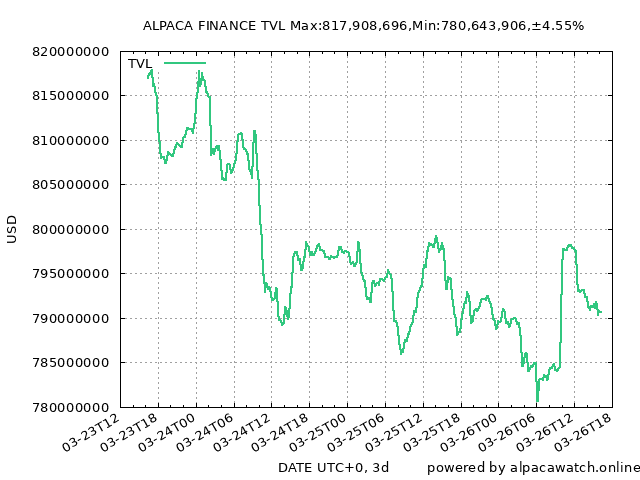 ALPACA FINANCE TVL Max:817,908,696,Min:780,643,906,±4.55%
820000000
TVL
815000000
810000000
805000000
800000000
USD
795000000
790000000
785000000
780000000
03-23T12
03-23T18
03-24T00
03-24T06
03-24T12
03-24T18
03-25T00
03-25T06
03-25T12
03-25T18
03-26T00
03-26T06
03-26T12
03-26T18
DATE UTC+0, 3d
powered by alpacawatch.online